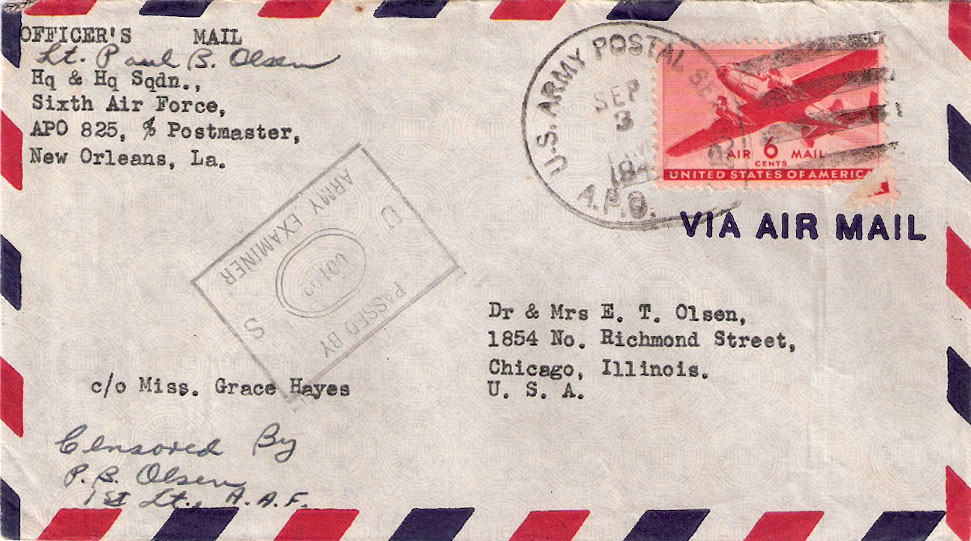 OFFICER'S MAIL
Lt. Paul B. Olsen
Hq & Hq Sqdn.,
Sixth Air Force,
APO 825, % Postmaster,
New Orleans, La.
U.S. ARMY POSTAL
SEP
3
A.P.O.
AIR 6 MAIL
CENTS
UNITED STATES OF AMERICA
VIA AIR MAIL
PASSED BY
U S
ARMY EXAMINER
Dr & Mrs E. T. Olsen,
1854 No. Richmond Street,
Chicago, Illinois.
U. S. A.
c/o Miss. Grace Hayes
Censored By
P. B. Olsen
1st Lt., A.A.F.